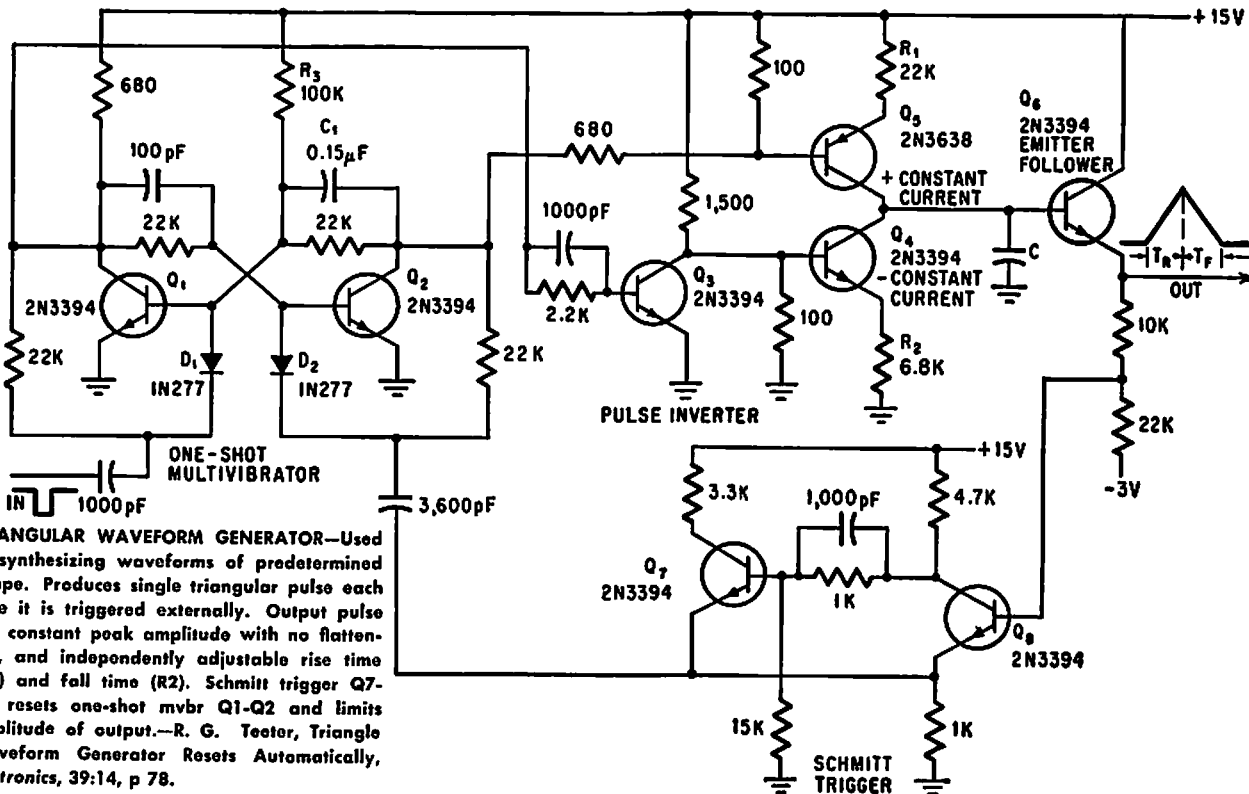 +15V
680
R3
100K
C1
0.15µF
100pF
22K
22K
Q1
2N3394
Q2
2N3394
22K
D1
IN277
D2
IN277
22K
ONE-SHOT
MULTIVIBRATOR
IN
1000pF
3,600pF
680
100
R1
22K
Q5
2N3638
+ CONSTANT
CURRENT
1000pF
2.2K
1,500
Q3
2N3394
100
Q4
2N3394
- CONSTANT
CURRENT
R2
6.8K
PULSE INVERTER
C
Q6
2N3394
EMITTER
FOLLOWER
TR
TF
OUT
10K
22K
-3V
+15V
3.3K
1,000pF
4.7K
Q7
2N3394
1K
Q8
2N3394
15K
1K
SCHMITT
TRIGGER
ANGULAR WAVEFORM GENERATOR—Used
synthesizing waveforms of predetermined
ape. Produces single triangular pulse each
e it is triggered externally. Output pulse
constant peak amplitude with no flatten-
, and independently adjustable rise time
) and fall time (R2). Schmitt trigger Q7-
resets one-shot mvbr Q1-Q2 and limits
plitude of output.—R. G. Teeter, Triangle
veform Generator Resets Automatically,
tronics, 39:14, p 78.